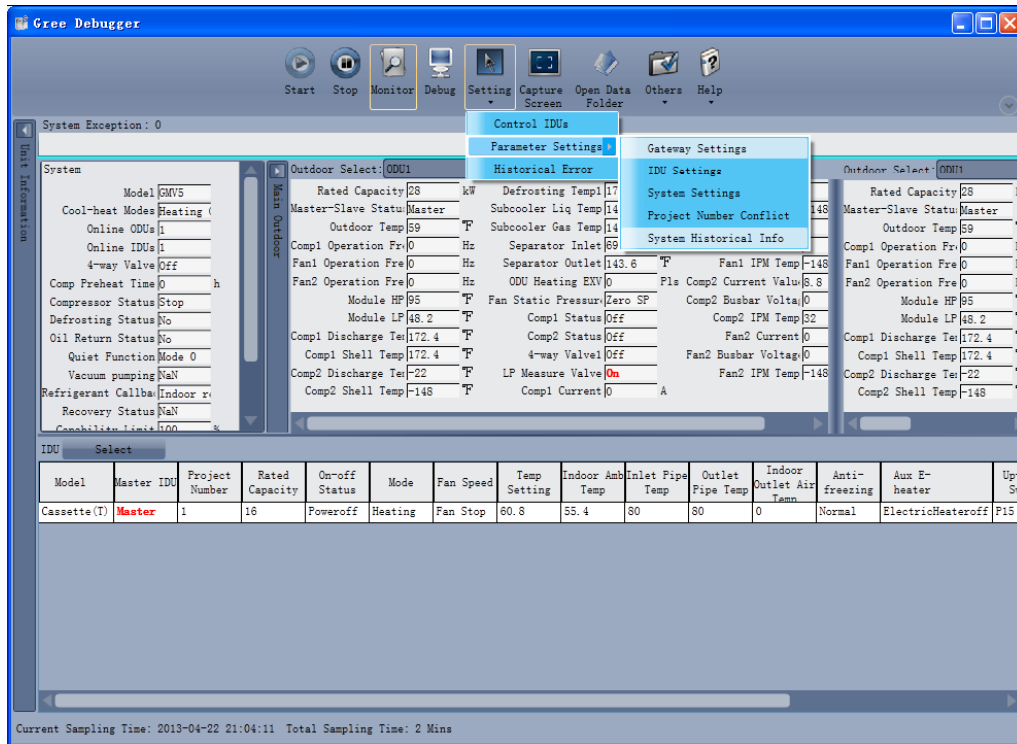 Gree Debugger
Start Stop Monitor Debug Setting Capture Screen Open Data Folder Others Help
System Exception: 0
Control IDUs
Parameter Settings
Historical Error
Gateway Settings
IDU Settings
System Settings
Project Number Conflict
System Historical Info
Unit Information
System
Model GMV5
Cool-heat Modes Heating (
Online ODUs 1
Online IDUs 1
4-way Valve Off
Comp Preheat Time 0 h
Compressor Status Stop
Defrosting Status No
Oil Return Status No
Quiet Function Mode 0
Vacuum pumping NaN
Refrigerant Callba Indoor r
Recovery Status NaN
Capability Limit 100 %
Main Outdoor
Outdoor Select: ODU1
Rated Capacity 28 kW
Master-Slave Statu Master
Outdoor Temp 59 °F
Comp1 Operation Fr 0 Hz
Fan1 Operation Fre 0 Hz
Fan2 Operation Fre 0 Hz
Module HP 95 °F
Module LP 48.2 °F
Comp1 Discharge Te 172.4 °F
Comp1 Shell Temp 172.4 °F
Comp2 Discharge Te -22 °F
Comp2 Shell Temp -148 °F
Defrosting Temp1 17
Subcooler Liq Temp 14
Subcooler Gas Temp 14
Separator Inlet 69
Separator Outlet 143.6 °F
ODU Heating EXV 0 Pls
Fan Static Pressur Zero SP
Comp1 Status Off
Comp2 Status Off
4-way Valve1 Off
LP Measure Valve On
Comp1 Current 0 A
148
Fan1 IPM Temp -148
Comp2 Current Valu 8.8
Comp2 Busbar Volta 0
Comp2 IPM Temp 32
Fan2 Current 0
Fan2 Busbar Voltag 0
Fan2 IPM Temp -148
Outdoor Select: ODU1
Rated Capacity 28
Master-Slave Statu Master
Outdoor Temp 59
Comp1 Operation Fr 0
Fan1 Operation Fre 0
Fan2 Operation Fre 0
Module HP 95
Module LP 48.2
Comp1 Discharge Te 172.4
Comp1 Shell Temp 172.4
Comp2 Discharge Te -22
Comp2 Shell Temp -148
IDU Select
Model Master IDU Project Number Rated Capacity On-off Status Mode Fan Speed Temp Setting Indoor Amb Temp Inlet Pipe Temp Outlet Pipe Temp Indoor Outlet Air Temp Anti-freezing Aux E-heater
Cassette(T) Master 1 16 Poweroff Heating Fan Stop 60.8 55.4 80 80 0 Normal ElectricHeateroff P15
Current Sampling Time: 2013-04-22 21:04:11 Total Sampling Time: 2 Mins